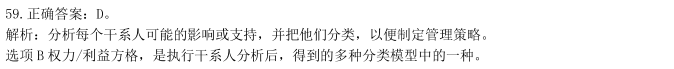 59.正确答案：D。
解析：分析每个干系人可能的影响或支持，并把他们分类，以便制定管理策略。
选项 B 权力/利益方格，是执行干系人分析后，得到的多种分类模型中的一种。